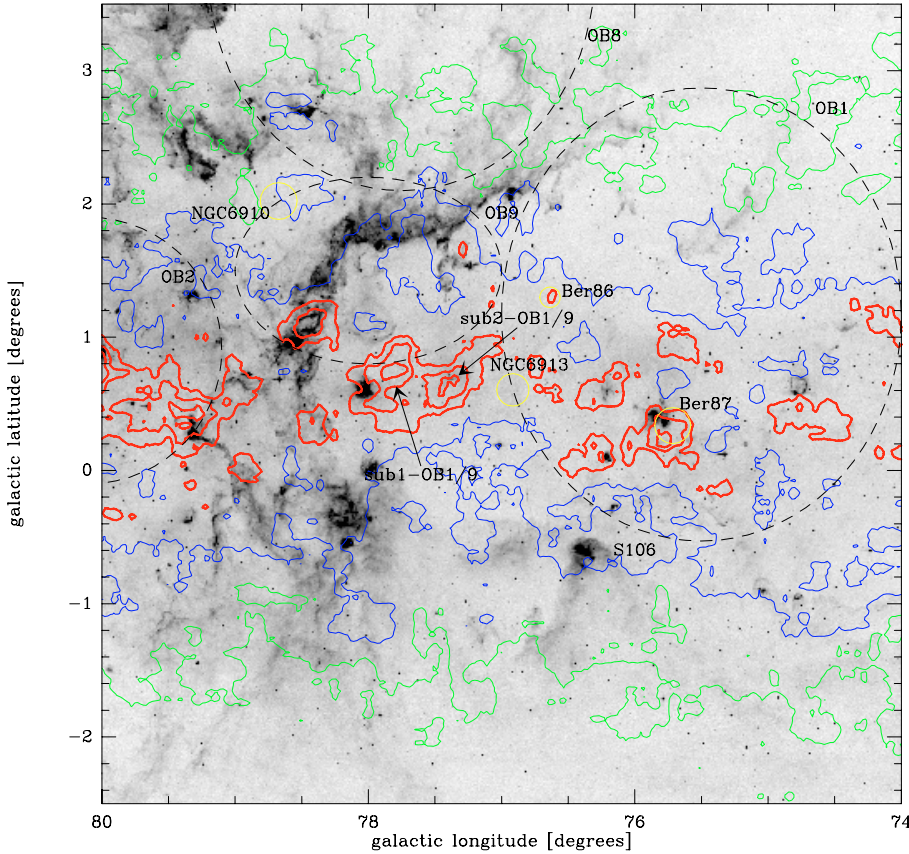 OB8
3
OB1
2
NGC6910
OB9
OB2
Ber86
sub2-OB1/9
1
NGC6913
Ber87
0
sub1-OB1/9
S106
−1
−2
80
78
76
74
galactic longitude [degrees]
galactic latitude [degrees]